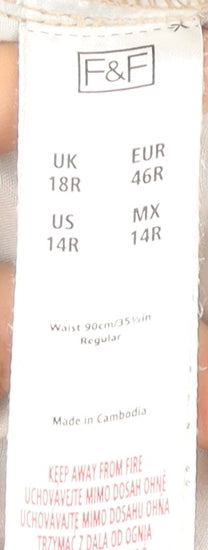 F&F
UK EUR
18R 46R
US MX
14R 14R
Waist 90cm/35½in
Regular
Made in Cambodia
KEEP AWAY FROM FIRE
UCHOVÁVEJTE MIMO DOSAH OHNĚ
UCHOVÁVAJTE MIMO DOSAHU OHŇA
TRZYMAĆ Z DALA OD OGNIA